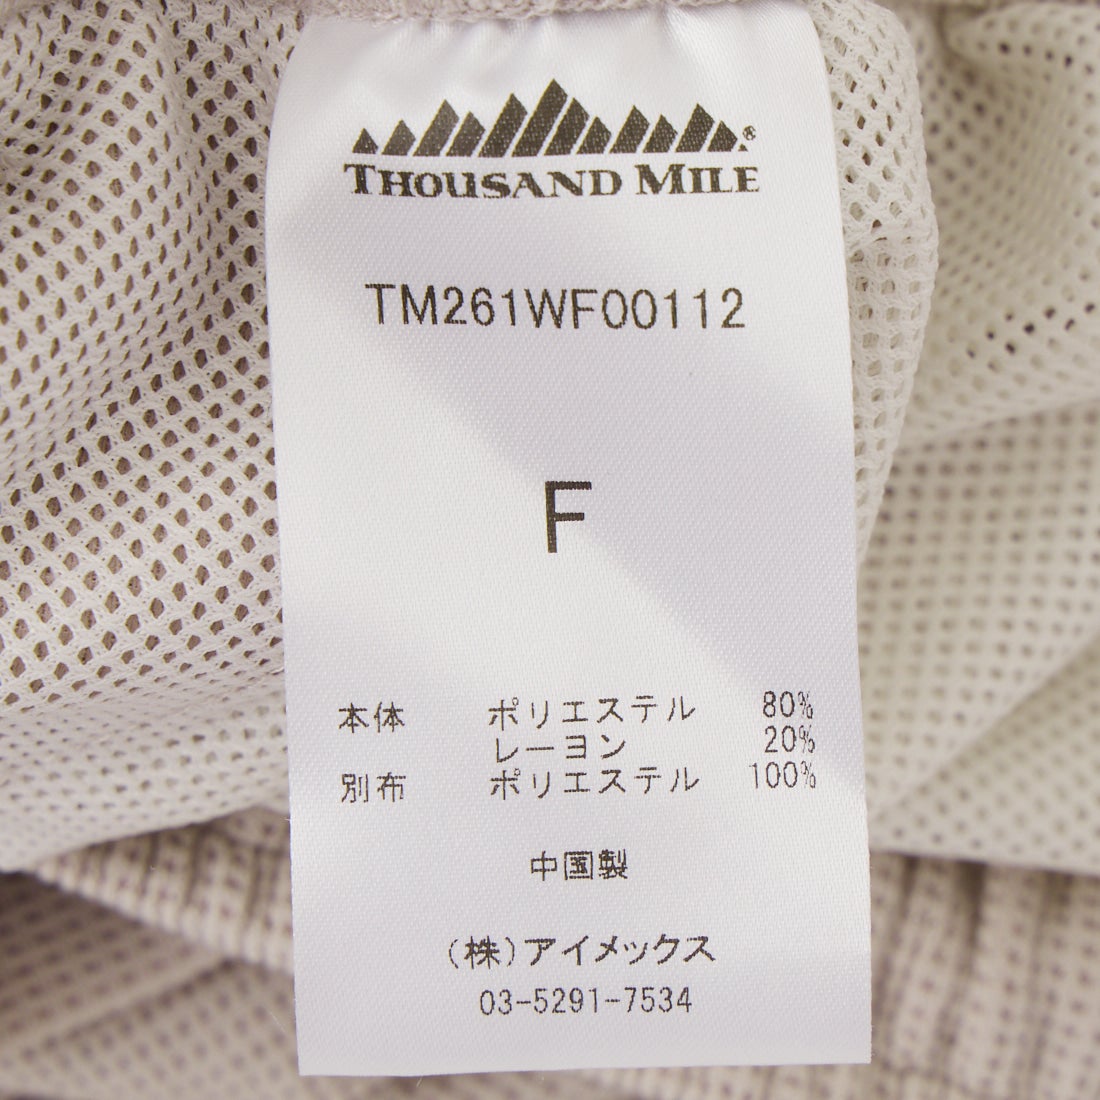 THOUSAND MILE®
TM261WF00112
F
本体 ポリエステル 80%
レーヨン 20%
別布 ポリエステル 100%
中国製
(株)アイメックス
03-5291-7534